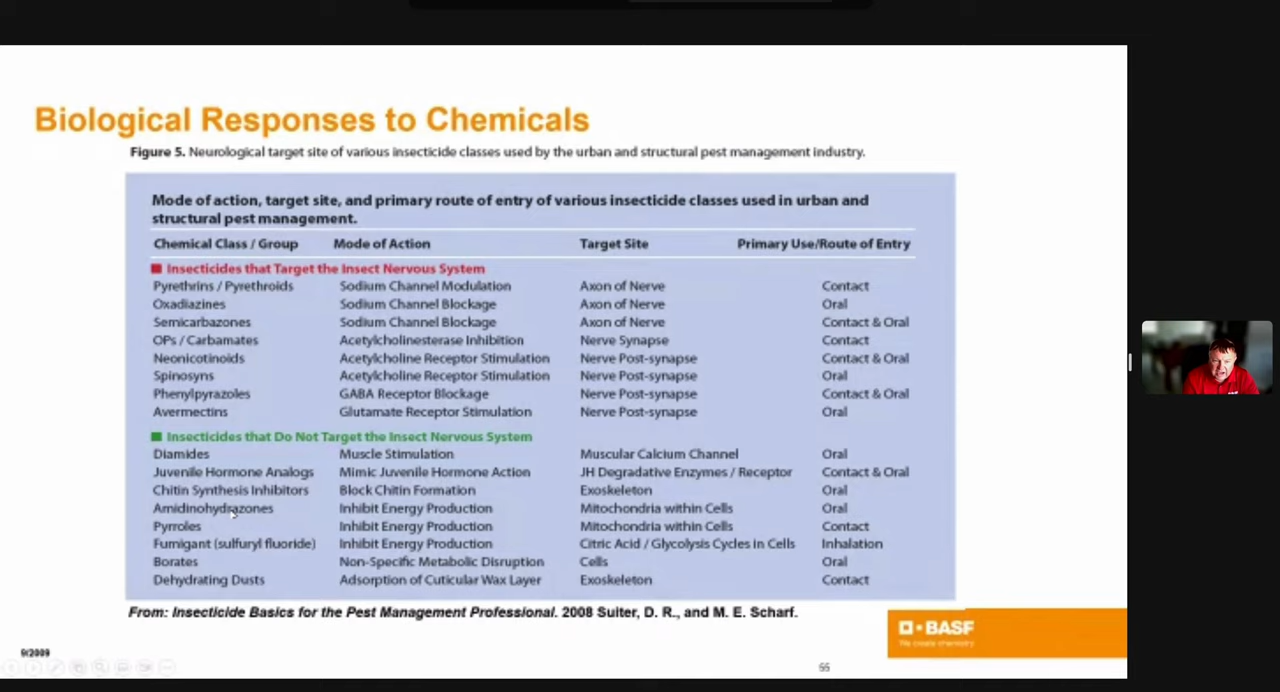 Biological Responses to Chemicals
Figure 5. Neurological target site of various insecticide classes used by the urban and structural pest management industry.
Mode of action, target site, and primary route of entry of various insecticide classes used in urban and
structural pest management.
Chemical Class / Group Mode of Action Target Site Primary Use/Route of Entry
Insecticides that Target the Insect Nervous System
Pyrethrins / Pyrethroids Sodium Channel Modulation Axon of Nerve Contact
Oxadiazines Sodium Channel Blockage Axon of Nerve Oral
Semicarbazones Sodium Channel Blockage Axon of Nerve Contact & Oral
OPs / Carbamates Acetylcholinesterase Inhibition Nerve Synapse Contact
Neonicotinoids Acetylcholine Receptor Stimulation Nerve Post-synapse Contact & Oral
Spinosyns Acetylcholine Receptor Stimulation Nerve Post-synapse Oral
Phenylpyrazoles GABA Receptor Blockage Nerve Post-synapse Contact & Oral
Avermectins Glutamate Receptor Stimulation Nerve Post-synapse Oral
Insecticides that Do Not Target the Insect Nervous System
Diamides Muscle Stimulation Muscular Calcium Channel Oral
Juvenile Hormone Analogs Mimic Juvenile Hormone Action JH Degradative Enzymes / Receptor Contact & Oral
Chitin Synthesis Inhibitors Block Chitin Formation Exoskeleton Oral
Amidinohydrazones Inhibit Energy Production Mitochondria within Cells Oral
Pyrroles Inhibit Energy Production Mitochondria within Cells Contact
Fumigant (sulfuryl fluoride) Inhibit Energy Production Citric Acid / Glycolysis Cycles in Cells Inhalation
Borates Non-Specific Metabolic Disruption Cells Oral
Dehydrating Dusts Adsorption of Cuticular Wax Layer Exoskeleton Contact
From: Insecticide Basics for the Pest Management Professional. 2008 Suiter, D. R., and M. E. Scharf.
BASF
We create chemistry
9/2009
55